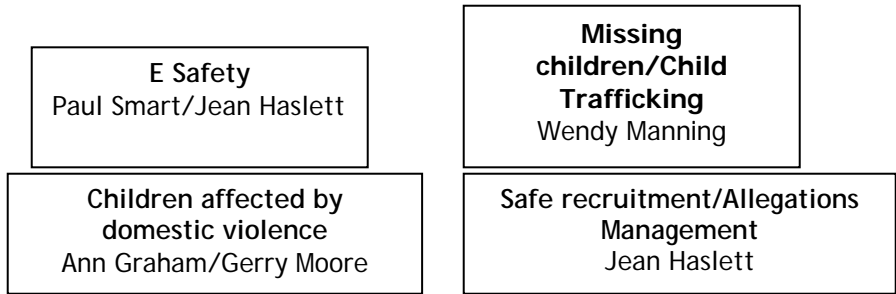 E Safety
Paul Smart/Jean Haslett
Missing
children/Child
Trafficking
Wendy Manning
Children affected by
domestic violence
Ann Graham/Gerry Moore
Safe recruitment/Allegations
Management
Jean Haslett